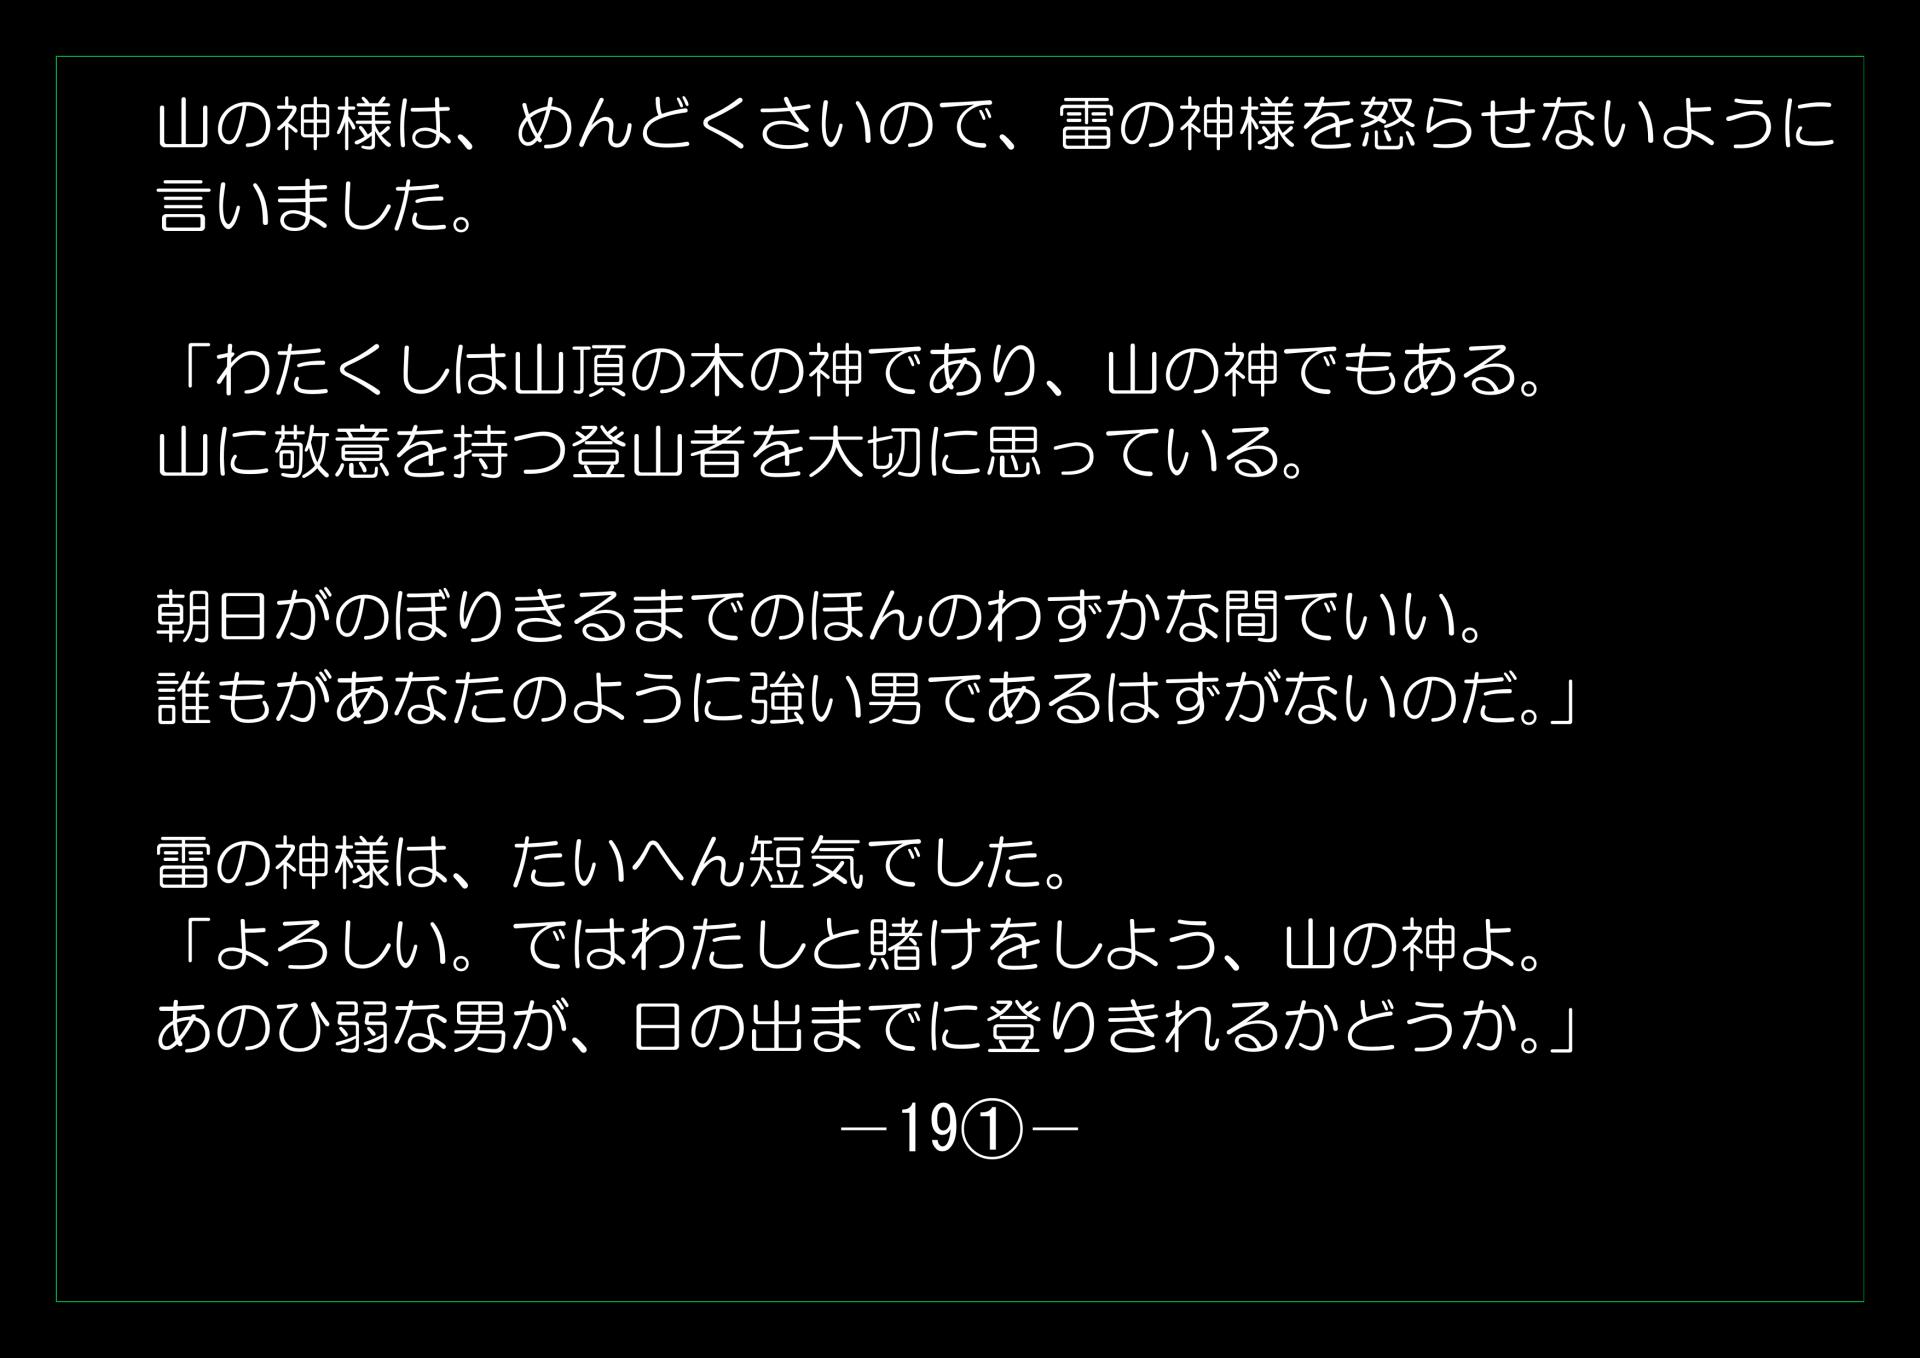 山の神様は、めんどくさいので、雷の神様を怒らせないように
言いました。
「わたくしは山頂の木の神であり、山の神でもある。
山に敬意を持つ登山者を大切に思っている。
朝日がのぼりきるまでのほんのわずかな間でいい。
誰もがあなたのように強い男であるはずがないのだ。」
雷の神様は、たいへん短気でした。
「よろしい。ではわたしと賭けをしよう、山の神よ。
あのひ弱な男が、日の出までに登りきれるかどうか。」
－19①－